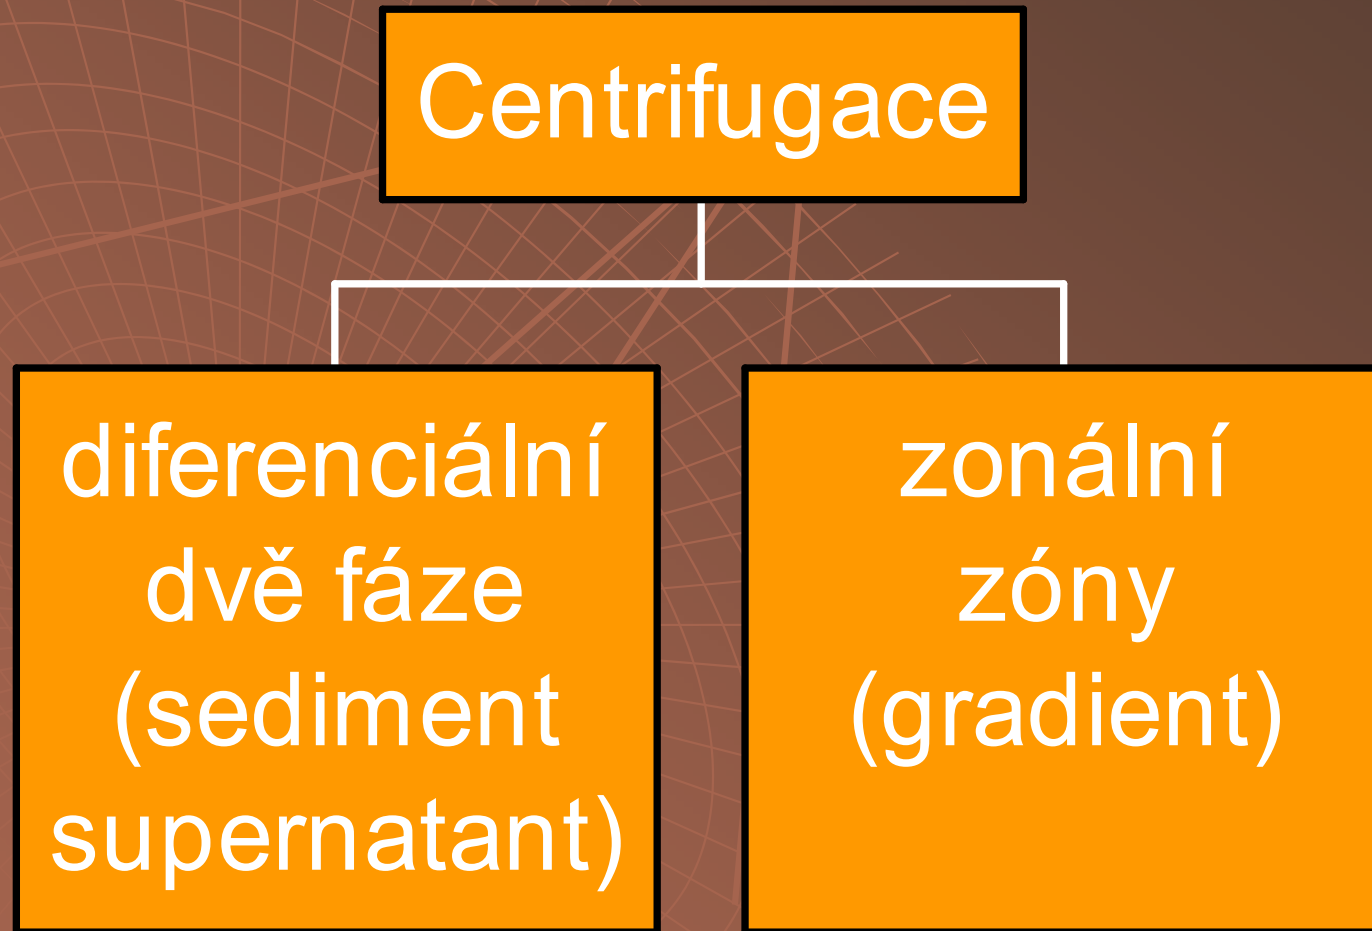 Centrifugace
diferenciální
dvě fáze
(sediment
supernatant)
zonální
zóny
(gradient)